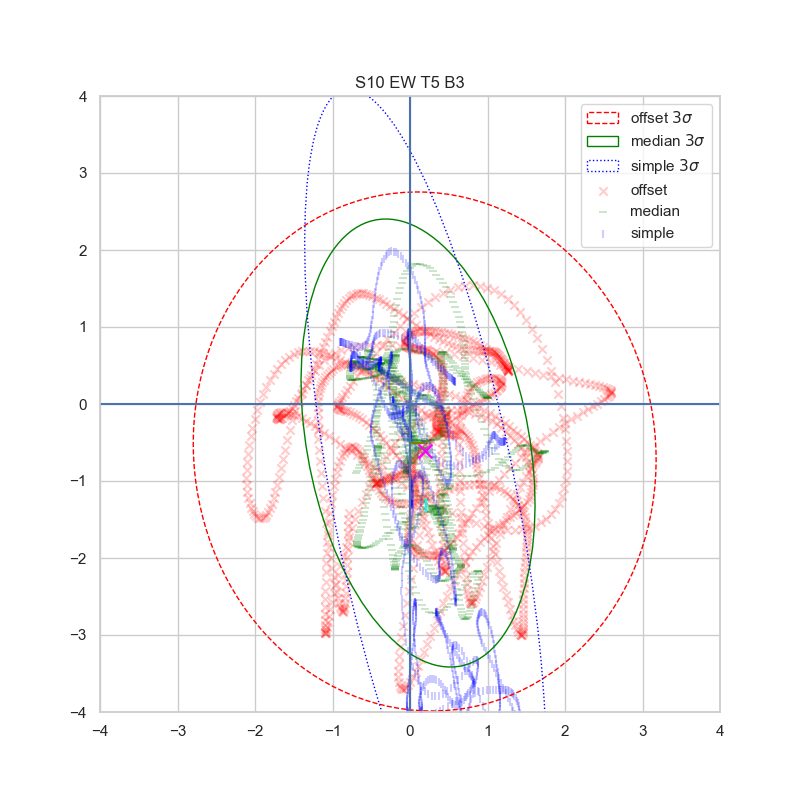 S10 EW T5 B3
offset 3σ
median 3σ
simple 3σ
offset
median
simple
4
3
2
1
0
−1
−2
−3
−4
−4 −3 −2 −1 0 1 2 3 4